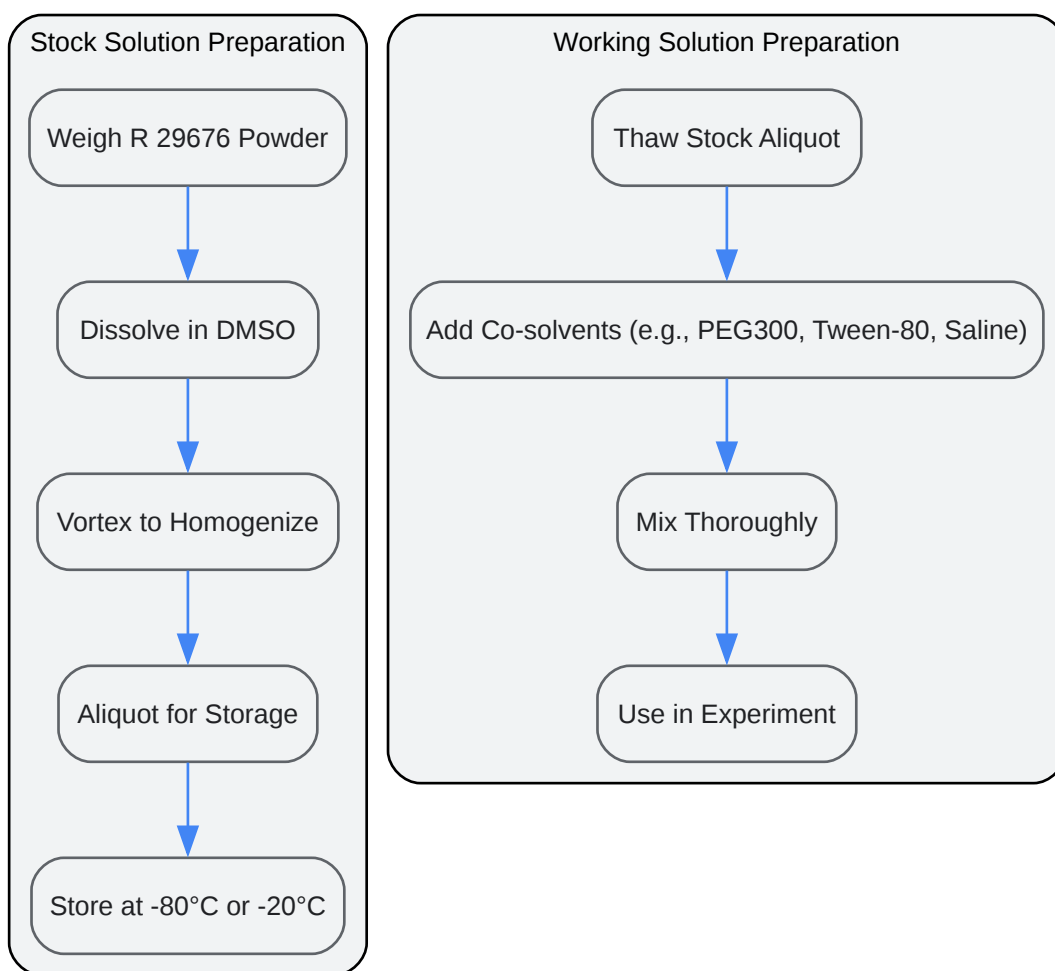 Stock Solution Preparation
Weigh R 29676 Powder
Dissolve in DMSO
Vortex to Homogenize
Aliquot for Storage
Store at -80°C or -20°C
Working Solution Preparation
Thaw Stock Aliquot
Add Co-solvents (e.g., PEG300, Tween-80, Saline)
Mix Thoroughly
Use in Experiment